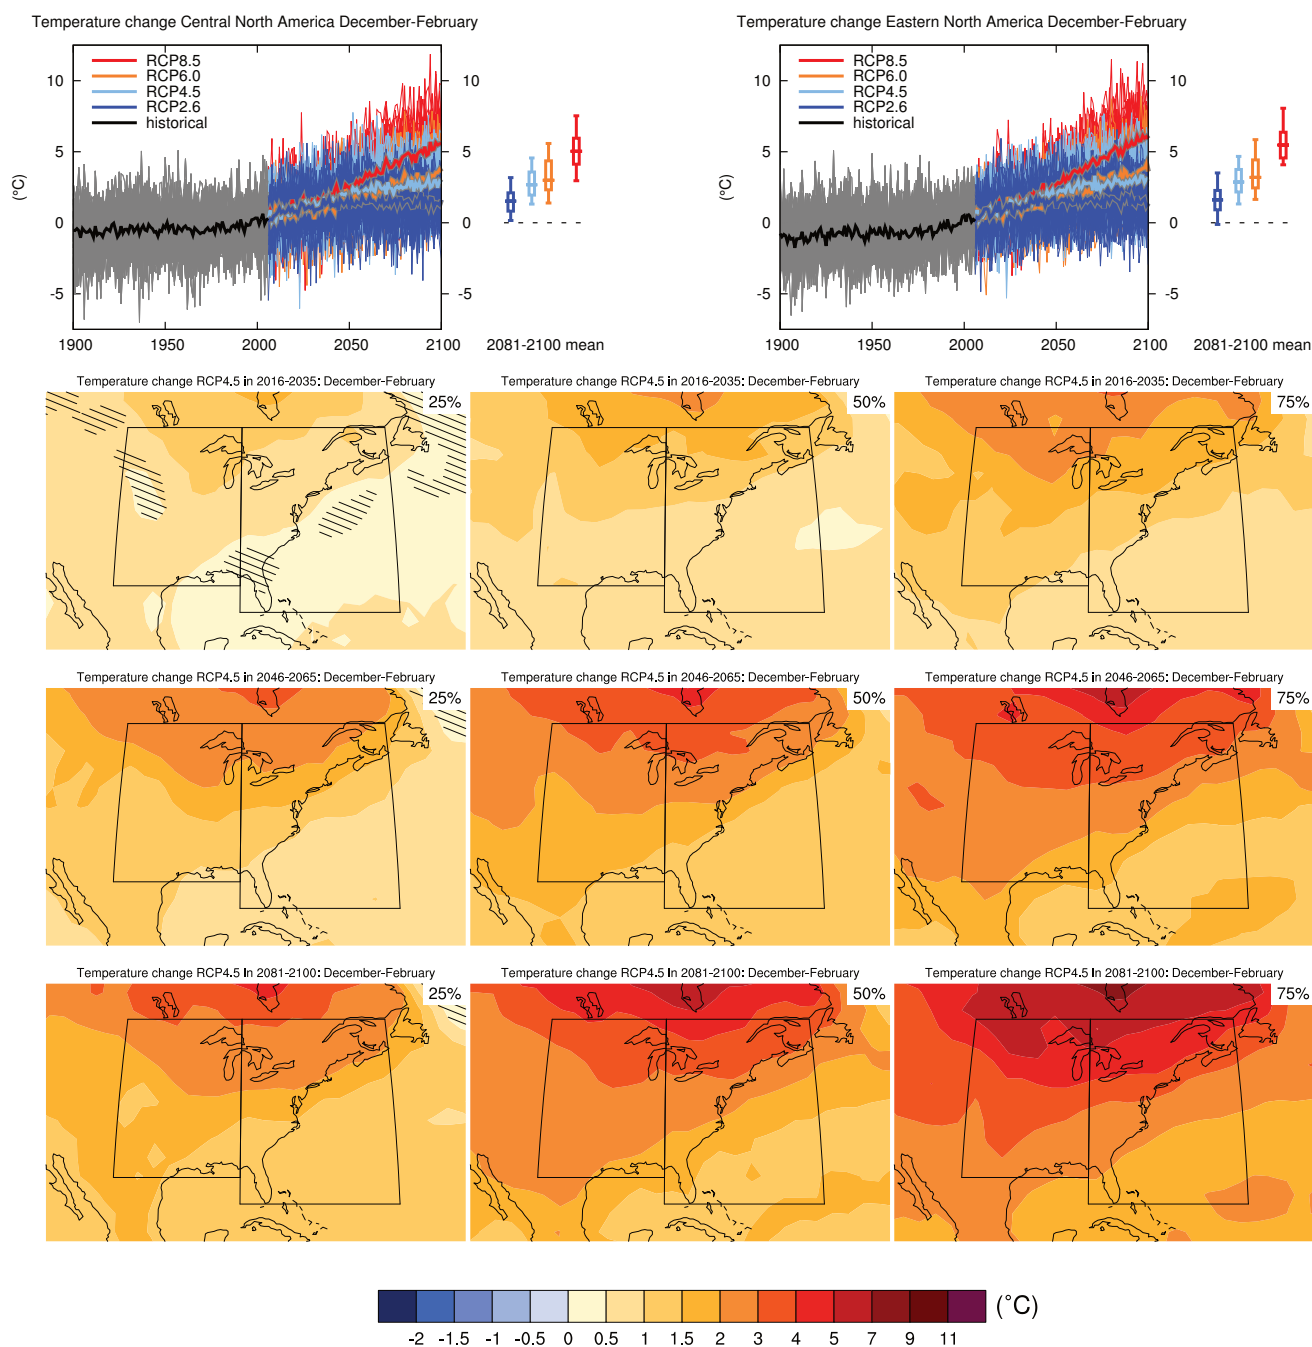 Temperature change Central North America December-February
Temperature change Eastern North America December-February
RCP8.5
RCP6.0
RCP4.5
RCP2.6
historical
(°C)
10
5
0
-5
10
5
0
-5
1900
1950
2000
2050
2100
2081-2100 mean
RCP8.5
RCP6.0
RCP4.5
RCP2.6
historical
(°C)
10
5
0
-5
10
5
0
-5
1900
1950
2000
2050
2100
2081-2100 mean
Temperature change RCP4.5 in 2016-2035: December-February
25%
Temperature change RCP4.5 in 2016-2035: December-February
50%
Temperature change RCP4.5 in 2016-2035: December-February
75%
Temperature change RCP4.5 in 2046-2065: December-February
25%
Temperature change RCP4.5 in 2046-2065: December-February
50%
Temperature change RCP4.5 in 2046-2065: December-February
75%
Temperature change RCP4.5 in 2081-2100: December-February
25%
Temperature change RCP4.5 in 2081-2100: December-February
50%
Temperature change RCP4.5 in 2081-2100: December-February
75%
(°C)
-2 -1.5 -1 -0.5 0 0.5 1 1.5 2 3 4 5 7 9 11